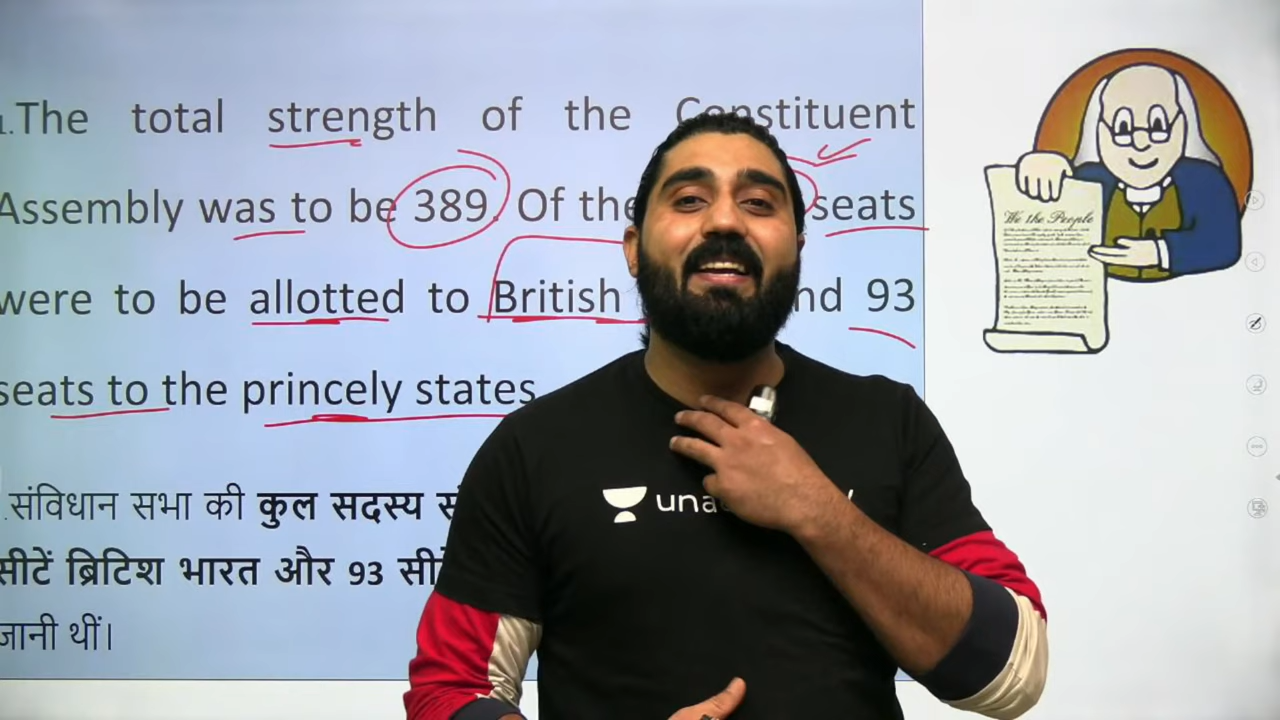 1.The total strength of the Constituent
Assembly was to be 389. Of the seats
were to be allotted to British nd 93
seats to the princely states
.संविधान सभा की कुल सदस्य सं
सीटें ब्रिटिश भारत और 93 सीटें
जानी थीं।
We the People
una